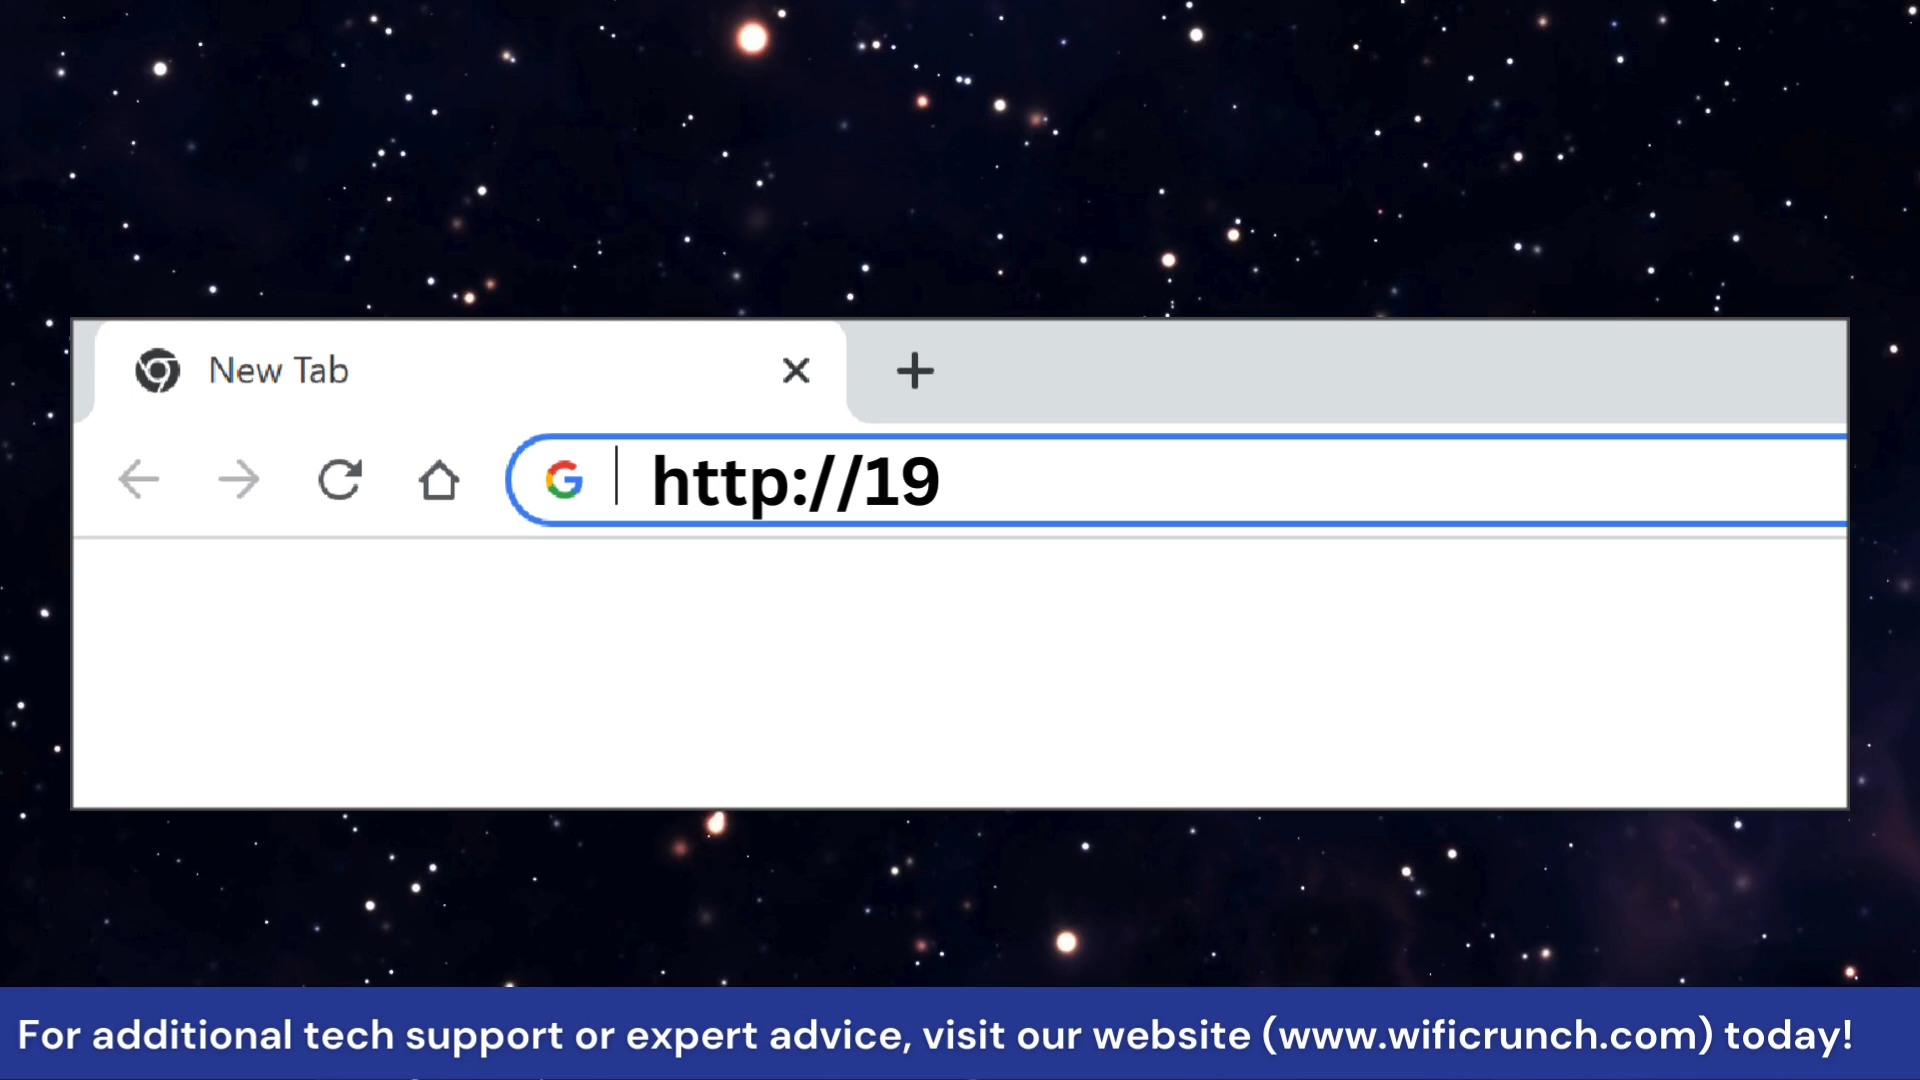 New Tab
http://19
For additional tech support or expert advice, visit our website (www.wificrunch.com) today!